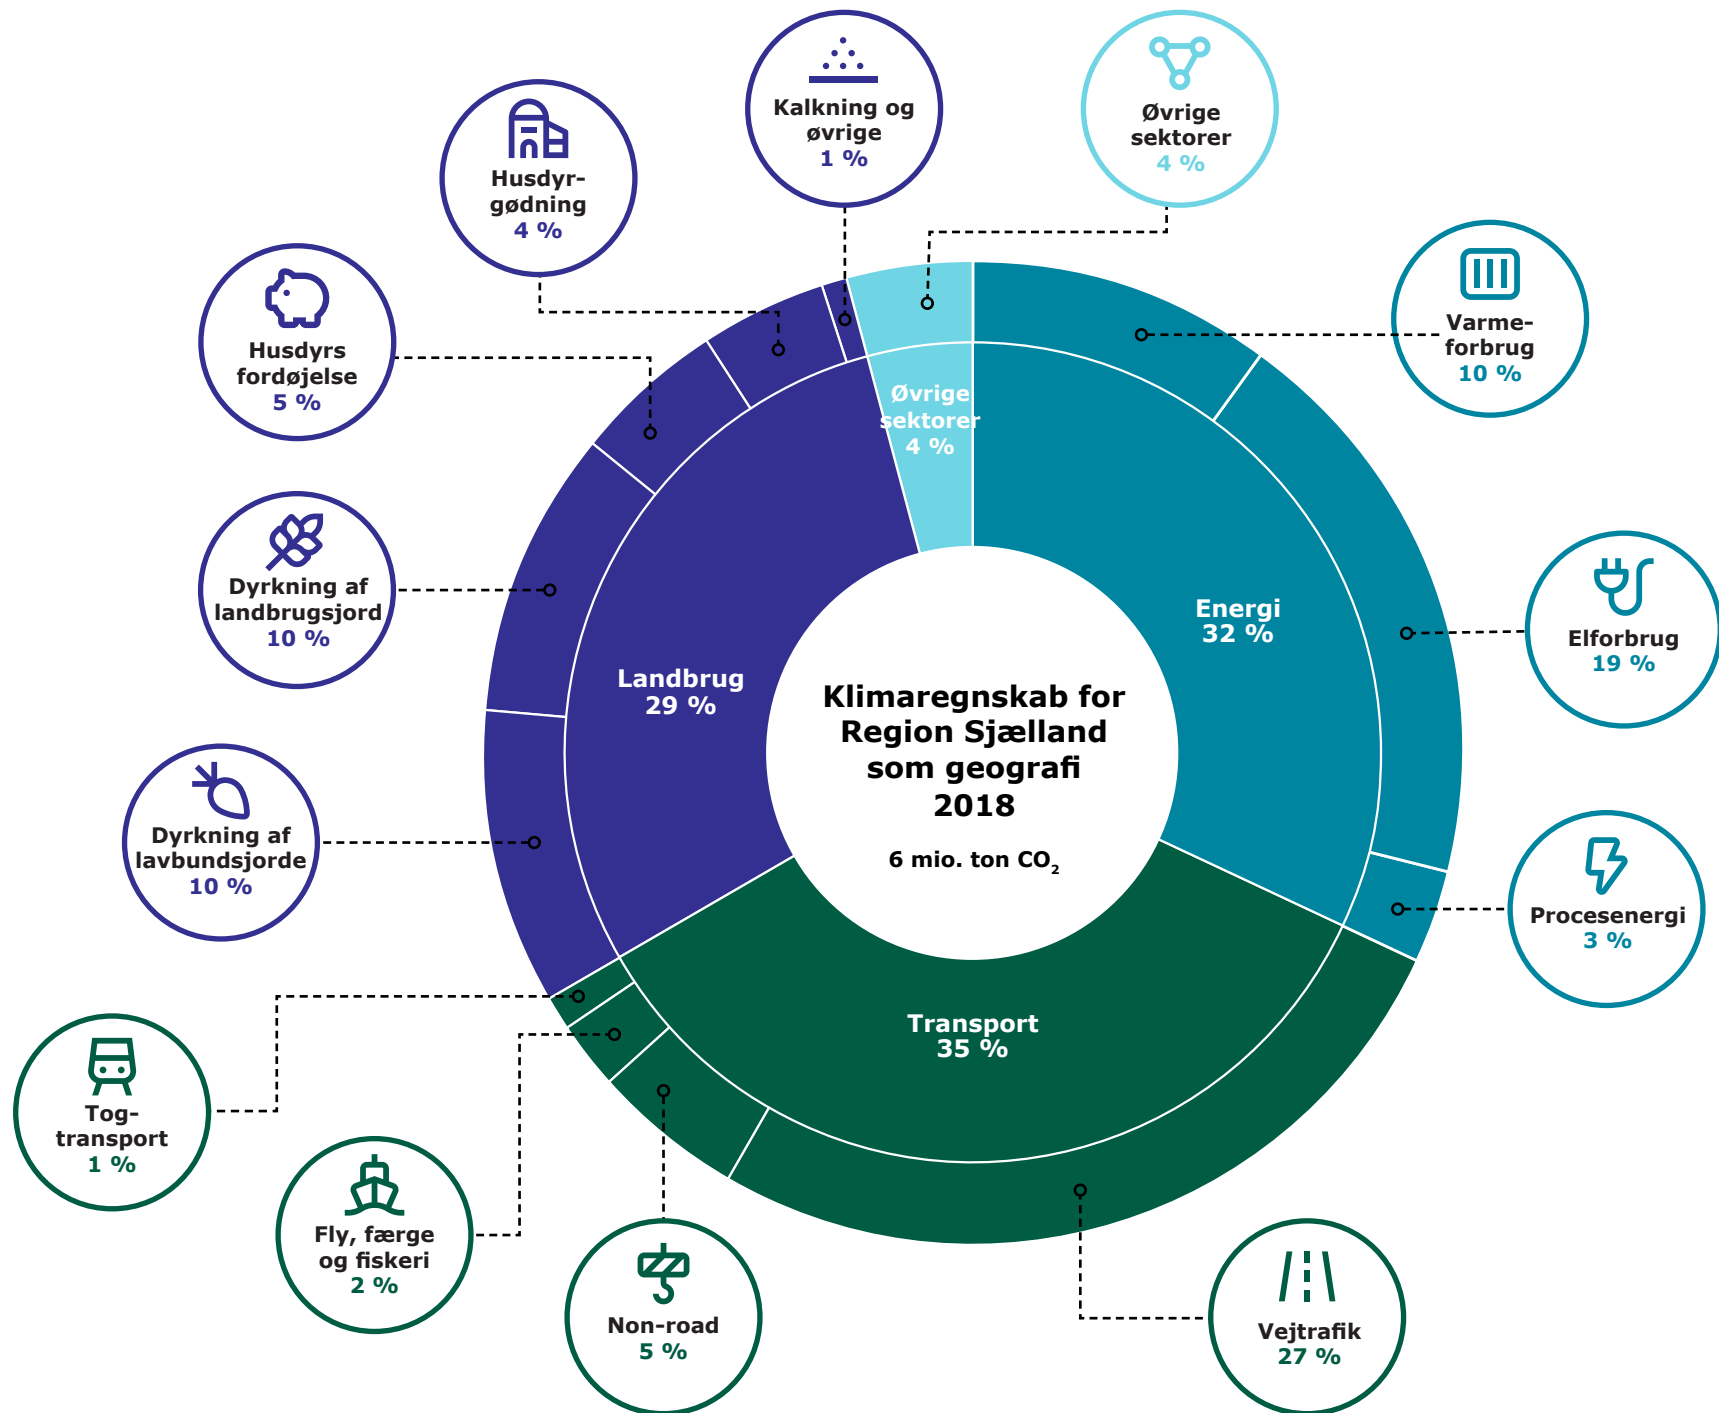 Kalkning og
øvrige
1 %
Øvrige
sektorer
4 %
Husdyr-
gødning
4 %
Varme-
forbrug
10 %
Husdyrs
fordøjelse
5 %
Øvrige
sektorer
4 %
Dyrkning af
landbrugsjord
10 %
Energi
32 %
Elforbrug
19 %
Landbrug
29 %
Klimaregnskab for
Region Sjælland
som geografi
2018
6 mio. ton CO₂
Dyrkning af
lavbundsjorde
10 %
Procesenergi
3 %
Transport
35 %
Tog-
transport
1 %
Fly, færge
og fiskeri
2 %
Non-road
5 %
Vejtrafik
27 %